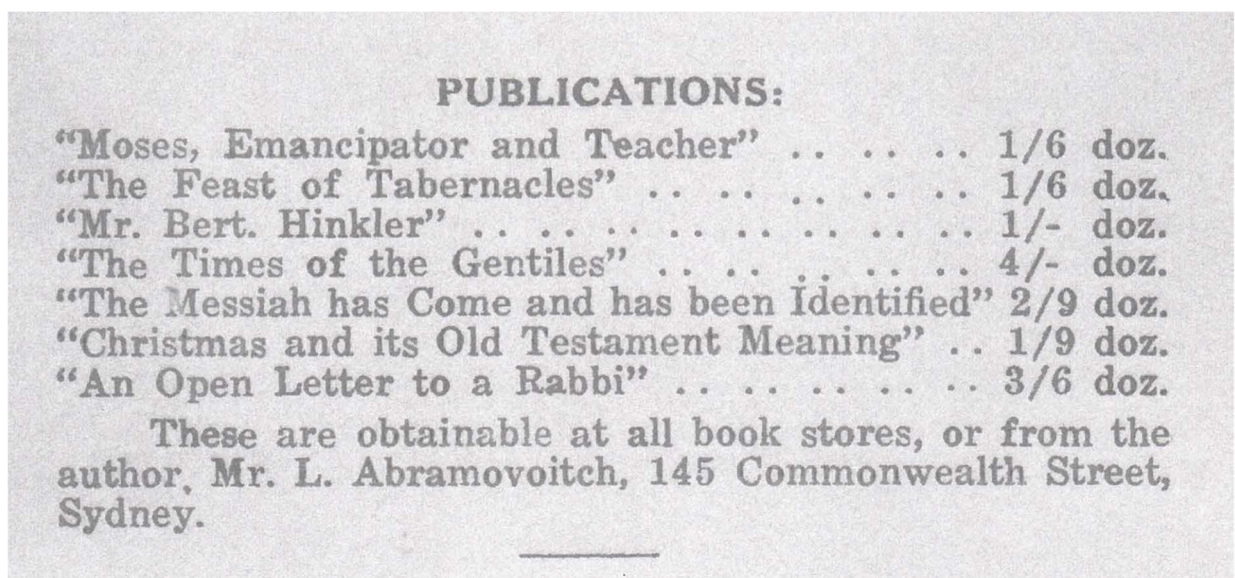 PUBLICATIONS:
“Moses, Emancipator and Teacher” .. .. .. 1/6 doz.
“The Feast of Tabernacles” .. .. .. .. .. 1/6 doz.
“Mr. Bert. Hinkler” .. .. .. .. .. .. .. 1/- doz.
“The Times of the Gentiles” .. .. .. .. .. 4/- doz.
“The Messiah has Come and has been Identified” 2/9 doz.
“Christmas and its Old Testament Meaning” .. 1/9 doz.
“An Open Letter to a Rabbi” .. .. .. .. .. 3/6 doz.
These are obtainable at all book stores, or from the
author, Mr. L. Abramovoitch, 145 Commonwealth Street,
Sydney.